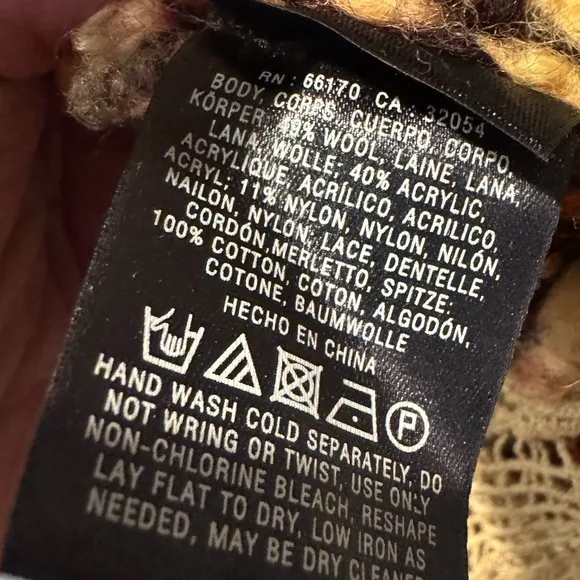 RN : 66170 CA : 32054
BODY, CORPS, CUERPO, CORPO,
KÖRPER, 49% WOOL, LAINE, LANA,
LANA, WOLLE; 40% ACRYLIC,
ACRYLIQUE, ACRÍLICO, ACRILICO,
ACRYL; 11% NYLON, NYLON, NILÓN,
NAILÓN, NYLON, LACE, DENTELLE,
CORDÓN,MERLETTO, SPITZE,
100% COTTON, COTON, ALGODÓN,
COTONE, BAUMWOLLE
HECHO EN CHINA
P
HAND WASH COLD SEPARATELY, DO
NOT WRING OR TWIST, USE ONLY
NON-CHLORINE BLEACH, RESHAPE
LAY FLAT TO DRY, LOW IRON AS
NEEDED, MAY BE DRY CLEANED